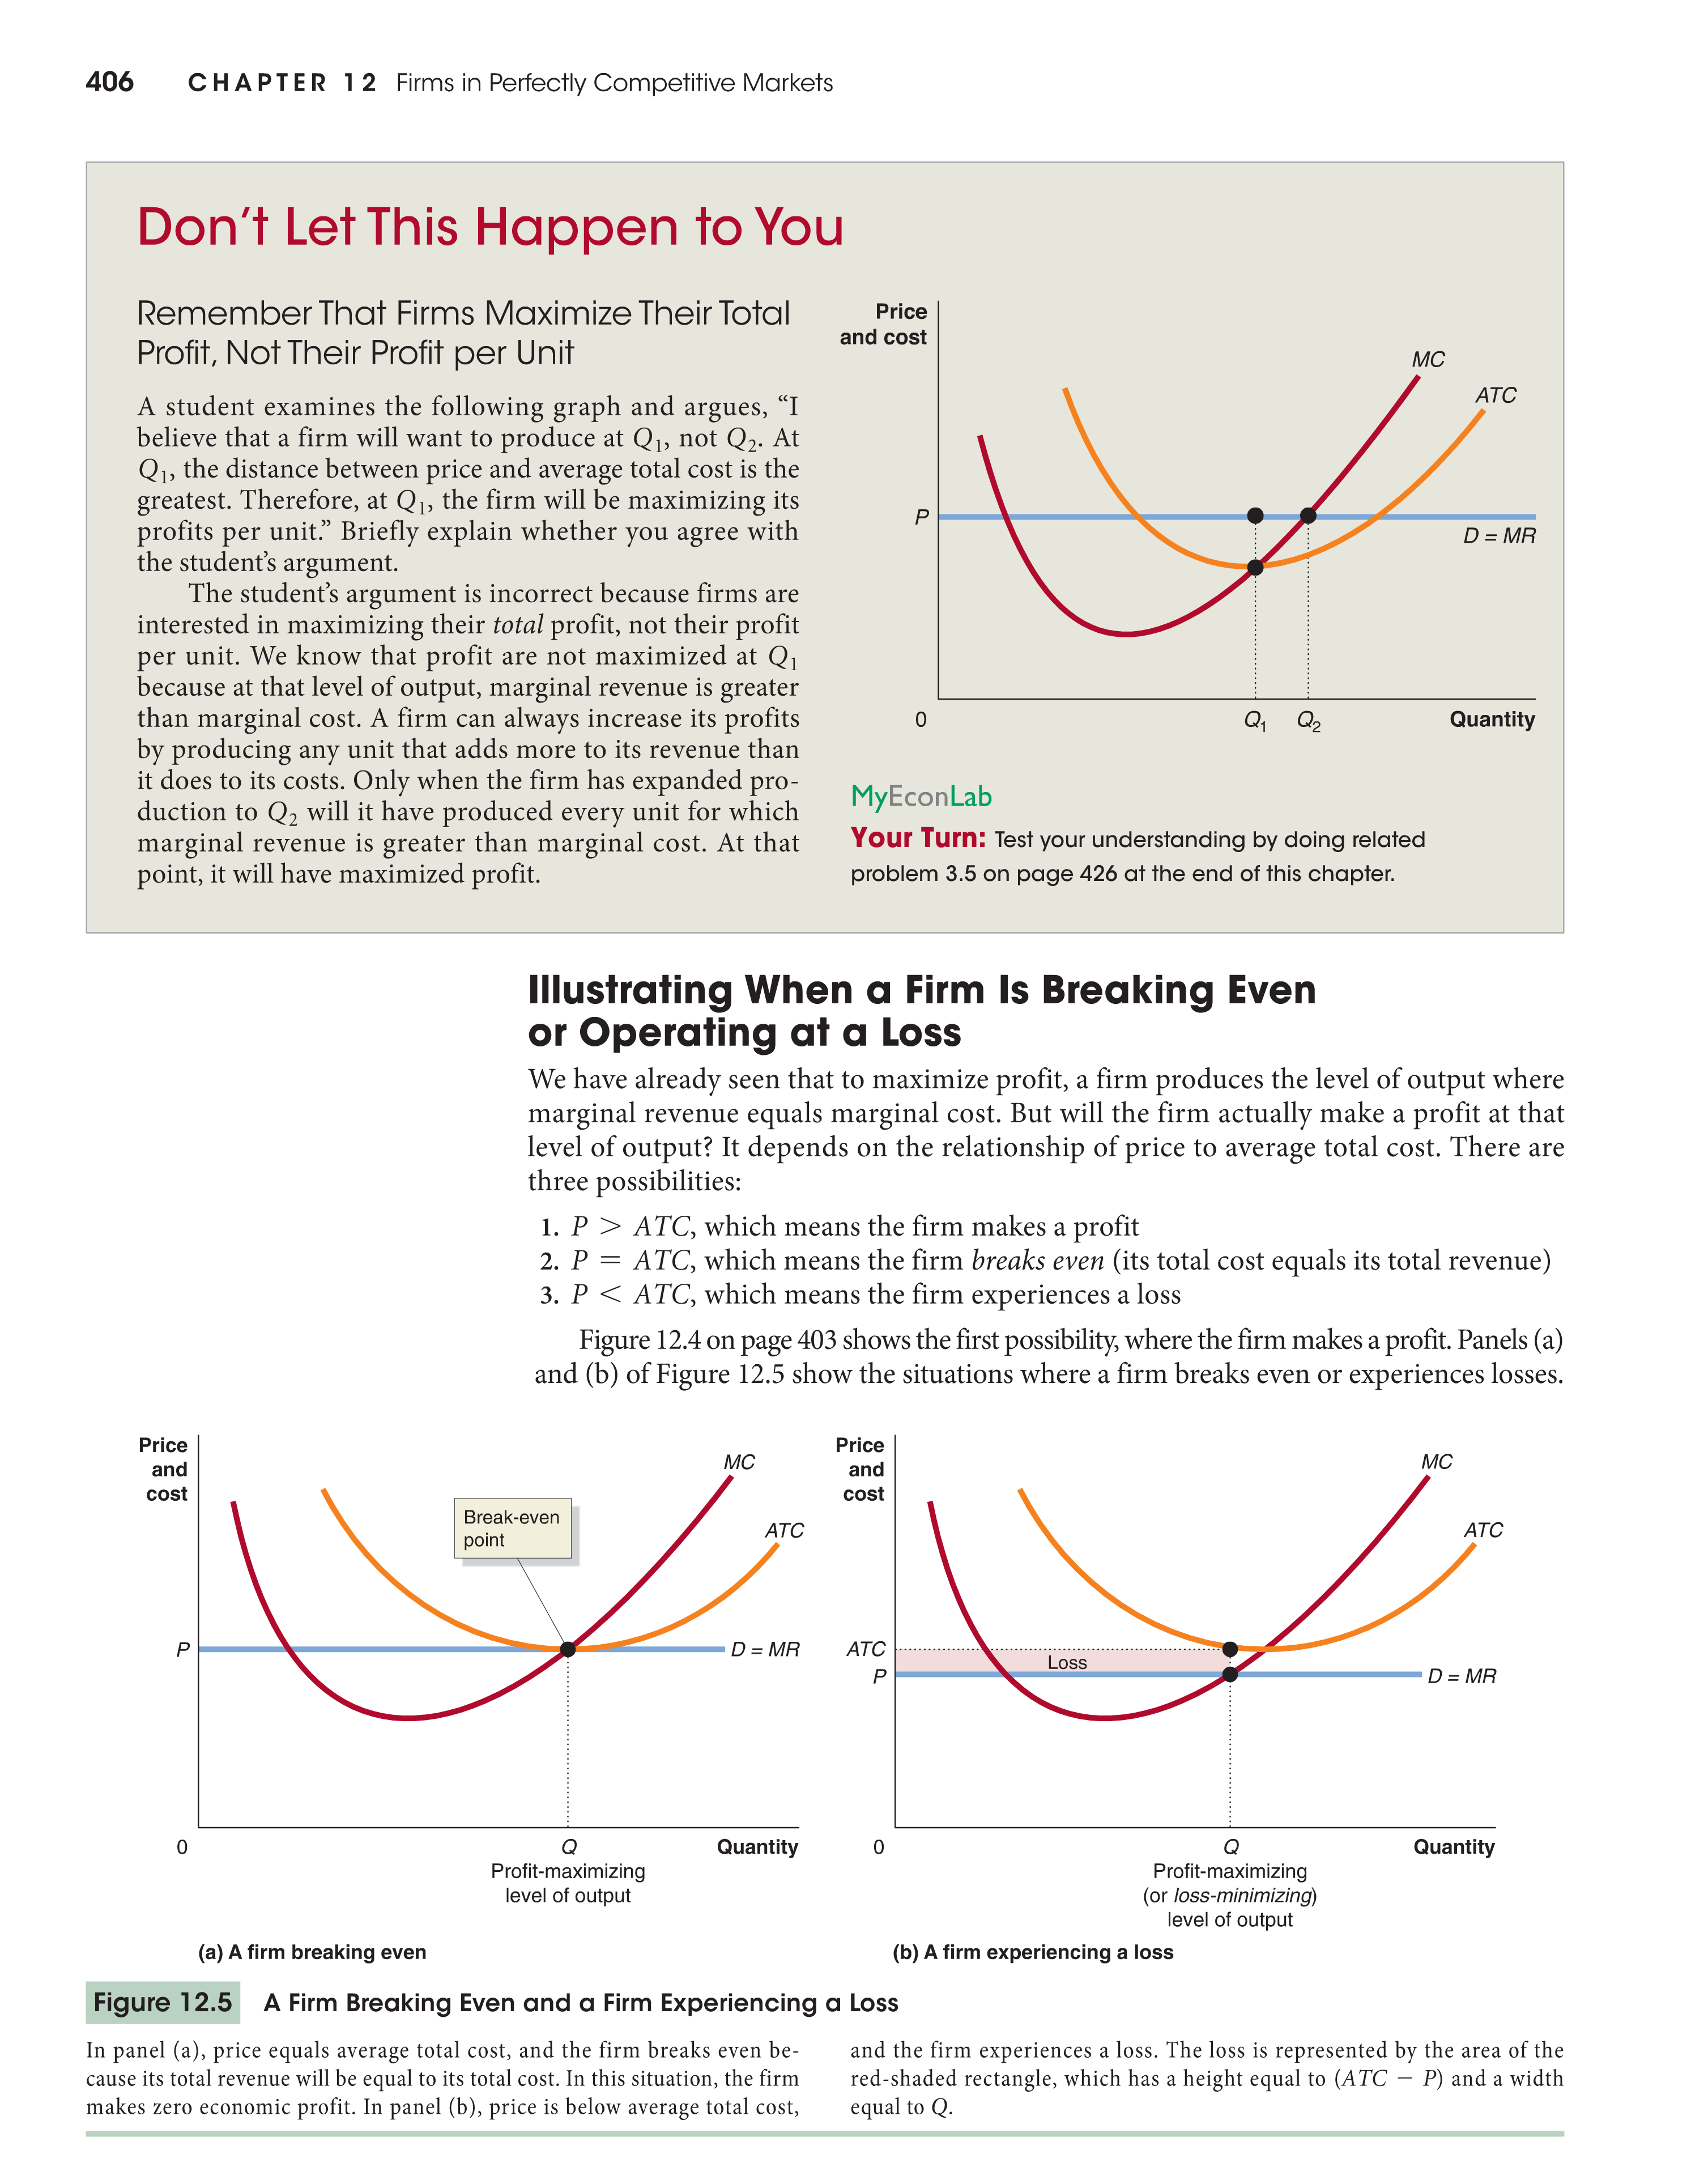 406 CHAPTER 12 Firms in Perfectly Competitive Markets
Don't Let This Happen to You
Remember That Firms Maximize Their Total
Profit, Not Their Profit per Unit
A student examines the following graph and argues, “I
believe that a firm will want to produce at Q1, not Q2. At
Q1, the distance between price and average total cost is the
greatest. Therefore, at Q1, the firm will be maximizing its
profits per unit.” Briefly explain whether you agree with
the student’s argument.
The student’s argument is incorrect because firms are
interested in maximizing their total profit, not their profit
per unit. We know that profit are not maximized at Q1
because at that level of output, marginal revenue is greater
than marginal cost. A firm can always increase its profits
by producing any unit that adds more to its revenue than
it does to its costs. Only when the firm has expanded pro-
duction to Q2 will it have produced every unit for which
marginal revenue is greater than marginal cost. At that
point, it will have maximized profit.
Price
and cost
MC
ATC
P
D = MR
0
Q1
Q2
Quantity
MyEconLab
Your Turn: Test your understanding by doing related
problem 3.5 on page 426 at the end of this chapter.
Illustrating When a Firm Is Breaking Even
or Operating at a Loss
We have already seen that to maximize profit, a firm produces the level of output where
marginal revenue equals marginal cost. But will the firm actually make a profit at that
level of output? It depends on the relationship of price to average total cost. There are
three possibilities:
1. P > ATC, which means the firm makes a profit
2. P = ATC, which means the firm breaks even (its total cost equals its total revenue)
3. P < ATC, which means the firm experiences a loss
Figure 12.4 on page 403 shows the first possibility, where the firm makes a profit. Panels (a)
and (b) of Figure 12.5 show the situations where a firm breaks even or experiences losses.
Price
and
cost
MC
Break-even
point
ATC
P
D = MR
0
Q
Quantity
Profit-maximizing
level of output
(a) A firm breaking even
Price
and
cost
MC
ATC
ATC
Loss
P
D = MR
0
Q
Quantity
Profit-maximizing
(or loss-minimizing)
level of output
(b) A firm experiencing a loss
Figure 12.5 A Firm Breaking Even and a Firm Experiencing a Loss
In panel (a), price equals average total cost, and the firm breaks even be-
cause its total revenue will be equal to its total cost. In this situation, the firm
makes zero economic profit. In panel (b), price is below average total cost,
and the firm experiences a loss. The loss is represented by the area of the
red-shaded rectangle, which has a height equal to (ATC − P) and a width
equal to Q.